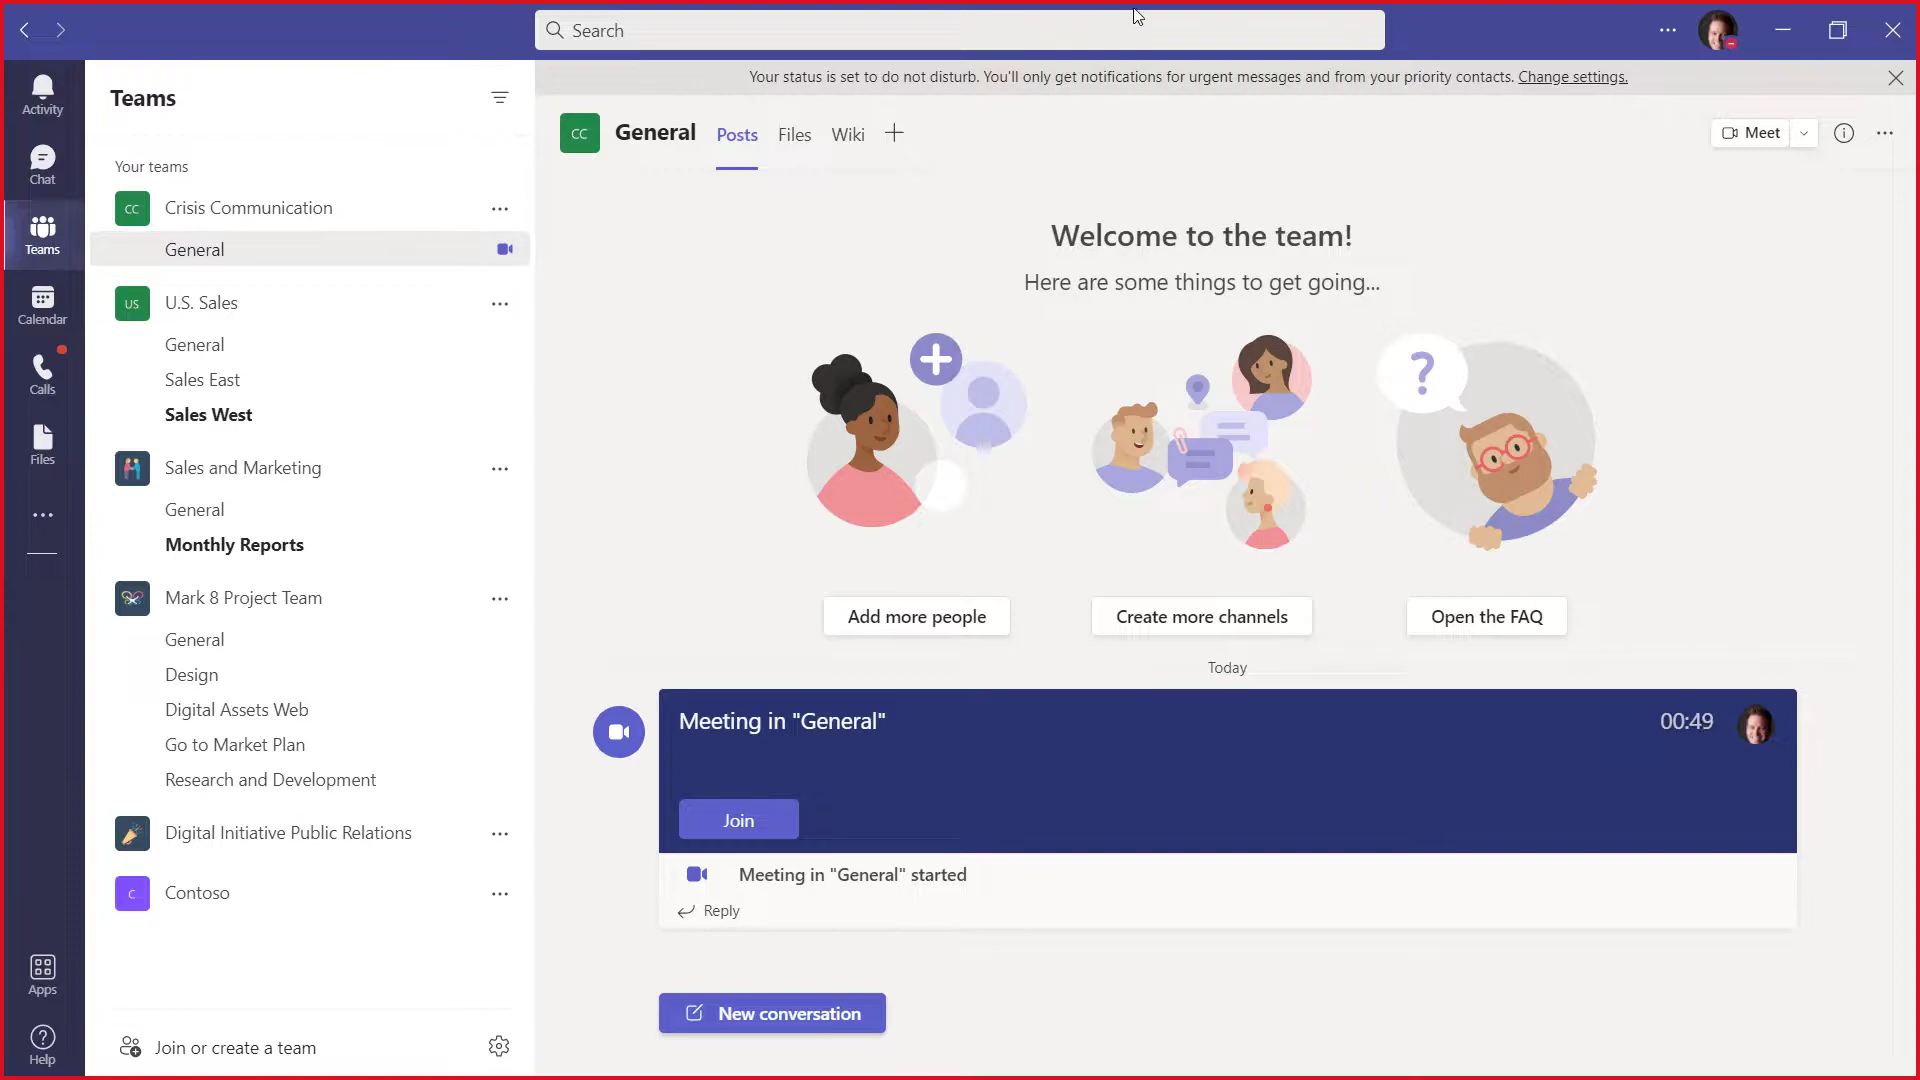 Search
Your status is set to do not disturb. You'll only get notifications for urgent messages and from your priority contacts. Change settings.
Activity
Chat
Teams
Calendar
Calls
Files
Apps
Help
Teams
Your teams
CC Crisis Communication
General
US U.S. Sales
General
Sales East
Sales West
Sales and Marketing
General
Monthly Reports
Mark 8 Project Team
General
Design
Digital Assets Web
Go to Market Plan
Research and Development
Digital Initiative Public Relations
C Contoso
Join or create a team
CC General Posts Files Wiki
Meet
Welcome to the team!
Here are some things to get going...
?
Add more people
Create more channels
Open the FAQ
Today
Meeting in "General" 00:49
Join
Meeting in "General" started
Reply
New conversation